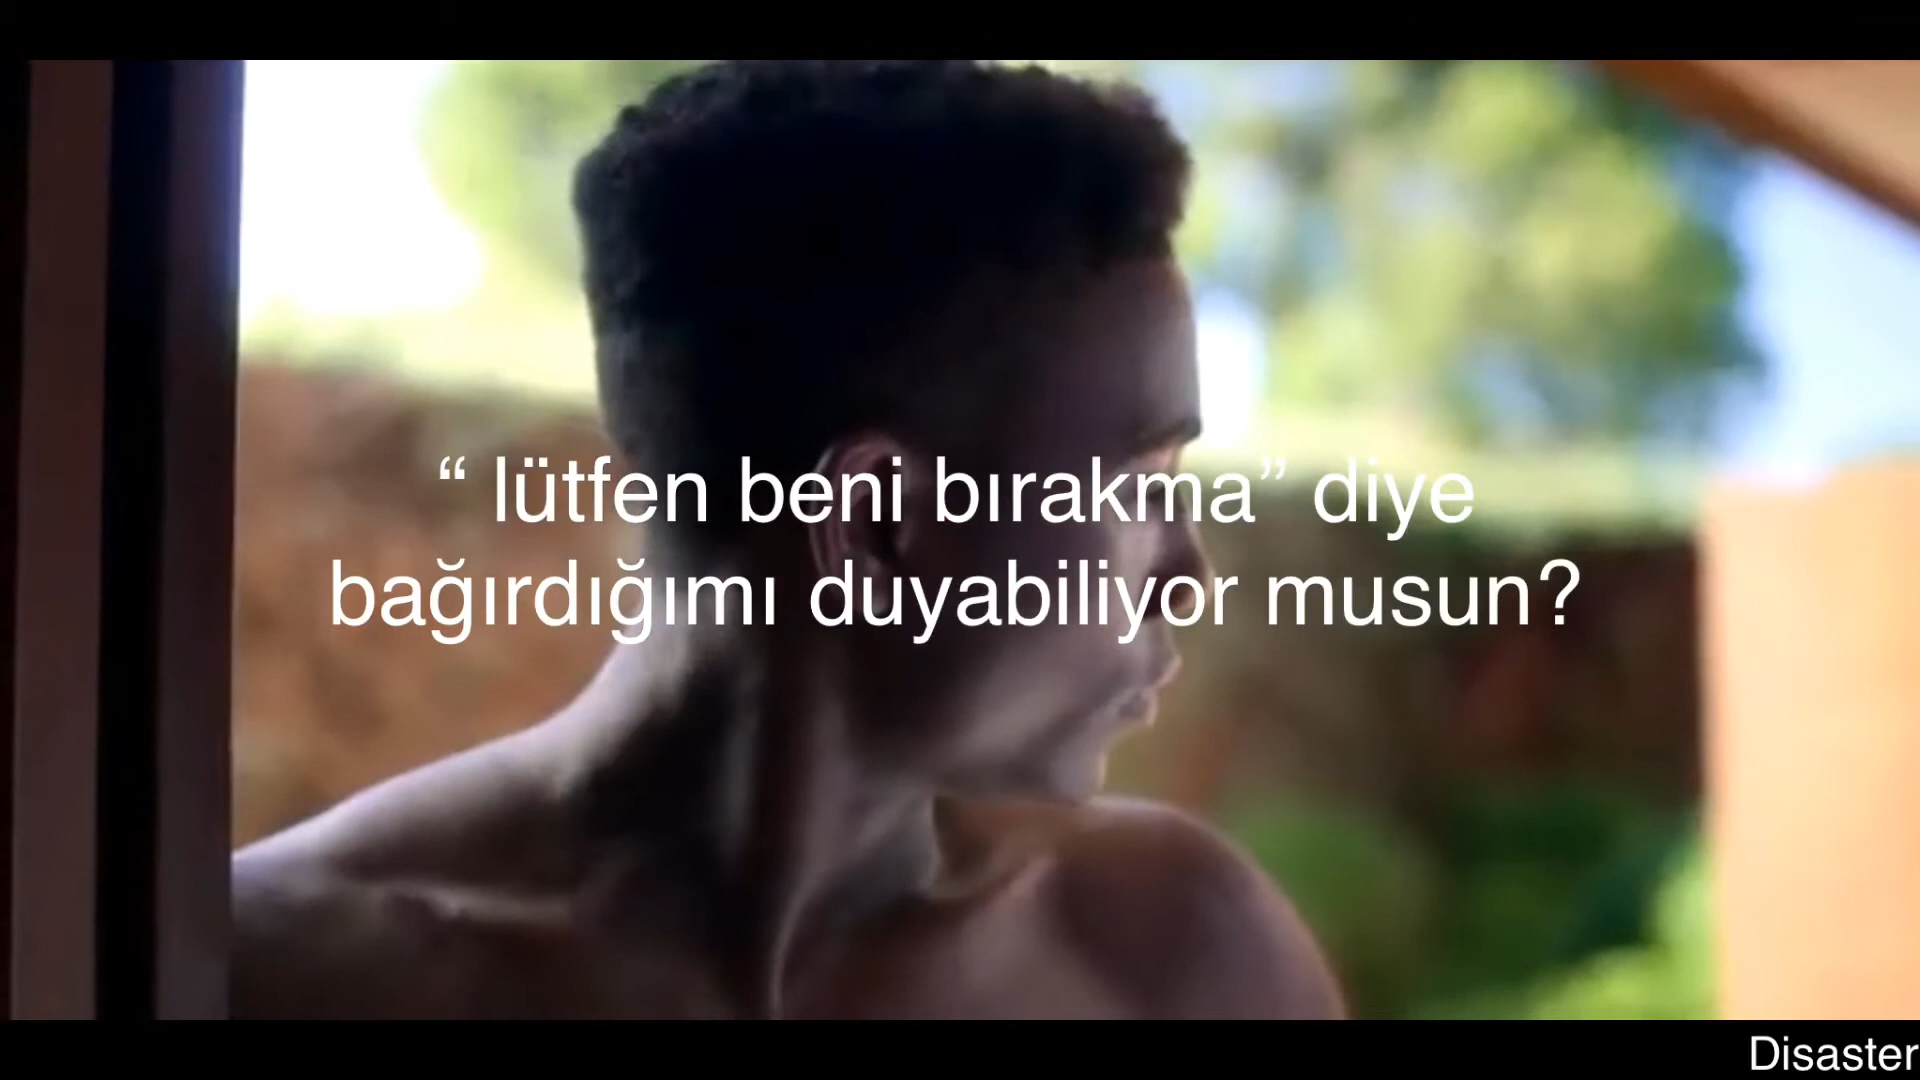 “ lütfen beni bırakma” diye
bağırdığımı duyabiliyor musun?
Disaster